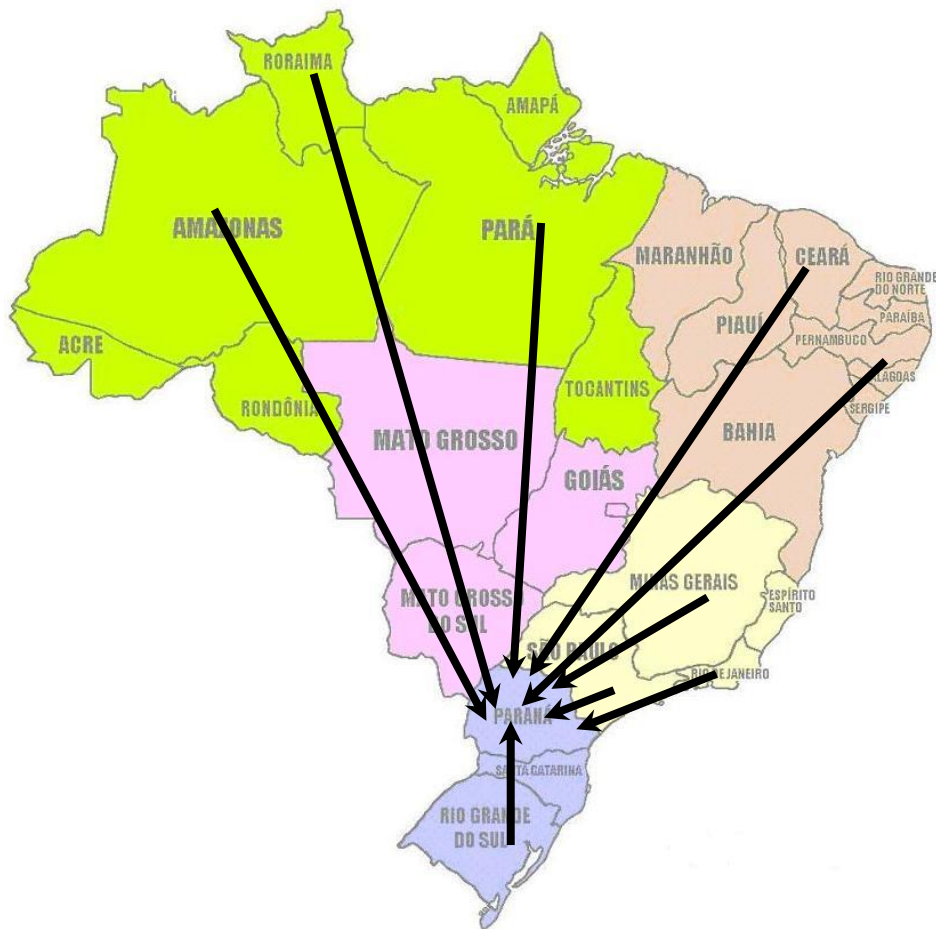 RORAIMA
AMAPÁ
AMAZONAS
PARÁ
MARANHÃO
CEARÁ
RIO GRANDE
DO NORTE
PARAÍBA
PIAUÍ
PERNAMBUCO
ACRE
ALAGOAS
TOCANTINS
RONDÔNIA
SERGIPE
MATO GROSSO
BAHIA
GOIÁS
MINAS GERAIS
ESPÍRITO
SANTO
MATO GROSSO
DO SUL
SÃO PAULO
RIO DE JANEIRO
PARANÁ
SANTA CATARINA
RIO GRANDE
DO SUL